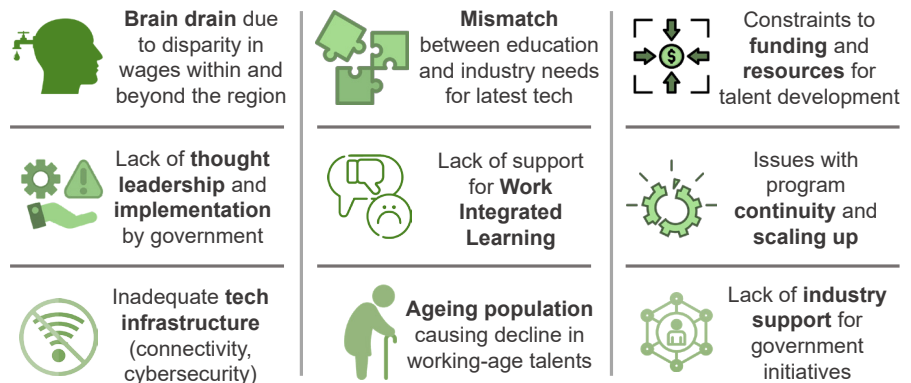 Brain drain due
to disparity in
wages within and
beyond the region
Mismatch
between education
and industry needs
for latest tech
Constraints to
funding and
resources for
talent development
$
Lack of thought
leadership and
implementation
by government
Lack of support
for Work
Integrated
Learning
Issues with
program
continuity and
scaling up
Inadequate tech
infrastructure
(connectivity,
cybersecurity)
Ageing population
causing decline in
working-age talents
Lack of industry
support for
government
initiatives